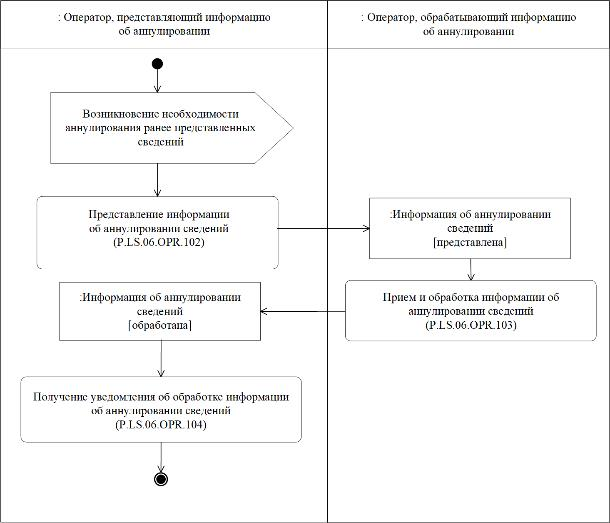 : Оператор, представляющий информацию
об аннулировании
: Оператор, обрабатывающий информацию
об аннулировании
Возникновение необходимости
аннулирования ранее представленных
сведений
Представление информации
об аннулировании сведений
(P.LS.06.OPR.102)
:Информация об аннулировании
сведений
[представлена]
Прием и обработка информации об
аннулировании сведений
(P.LS.06.OPR.103)
:Информация об аннулировании
сведений
[обработана]
Получение уведомления об обработке информации
об аннулировании сведений
(P.LS.06.OPR.104)